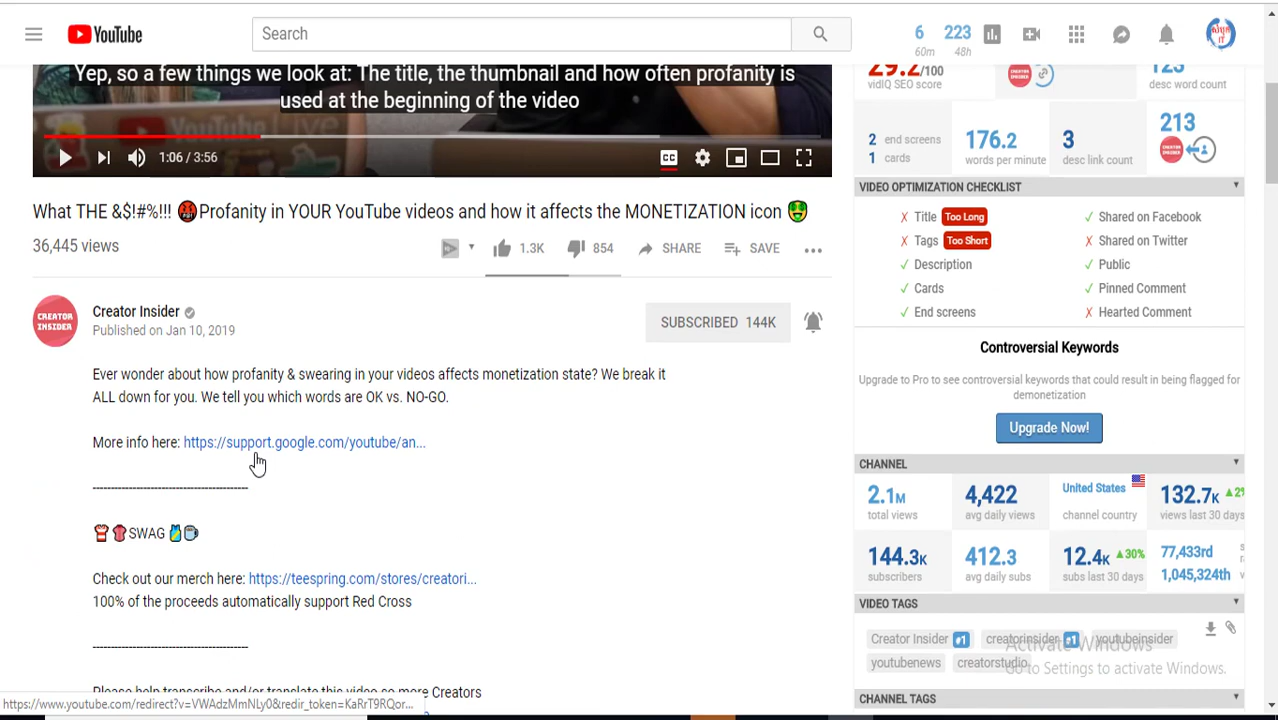 YouTube
Search
6 60m
223 48h
Yep, so a few things we look at: The title, the thumbnail and how often profanity is
used at the beginning of the video
1:06 / 3:56
CC
What THE &$!#%!!! 🤬Profanity in YOUR YouTube videos and how it affects the MONETIZATION icon 🤑
36,445 views
1.3K
854
SHARE
SAVE
CREATOR INSIDER
Creator Insider
Published on Jan 10, 2019
SUBSCRIBED 144K
Ever wonder about how profanity & swearing in your videos affects monetization state? We break it
ALL down for you. We tell you which words are OK vs. NO-GO.
More info here: https://support.google.com/youtube/an...
------------------------------------------
SWAG
Check out our merch here: https://teespring.com/stores/creatori...
100% of the proceeds automatically support Red Cross
------------------------------------------
Please help transcribe and/or translate this video so more Creators
https://www.youtube.com/redirect?v=VWAdzMmNLy0&redir_token=KaRrT9RQor...
29.2/100
vidIQ SEO score
123
desc word count
2 end screens
1 cards
176.2
words per minute
3
desc link count
213
VIDEO OPTIMIZATION CHECKLIST
✗ Title Too Long
✓ Shared on Facebook
✗ Tags Too Short
✗ Shared on Twitter
✓ Description
✓ Public
✓ Cards
✓ Pinned Comment
✓ End screens
✗ Hearted Comment
Controversial Keywords
Upgrade to Pro to see controversial keywords that could result in being flagged for
demonetization
Upgrade Now!
CHANNEL
2.1M
total views
4,422
avg daily views
United States
channel country
132.7K ▲2
views last 30 days
144.3K
subscribers
412.3
avg daily subs
12.4K ▲30%
subs last 30 days
77,433rd
1,045,324th
VIDEO TAGS
Creator Insider #1
creatorinsider #1
youtubeinsider
youtubenews
creatorstudio
Activate Windows
Go to Settings to activate Windows.
CHANNEL TAGS